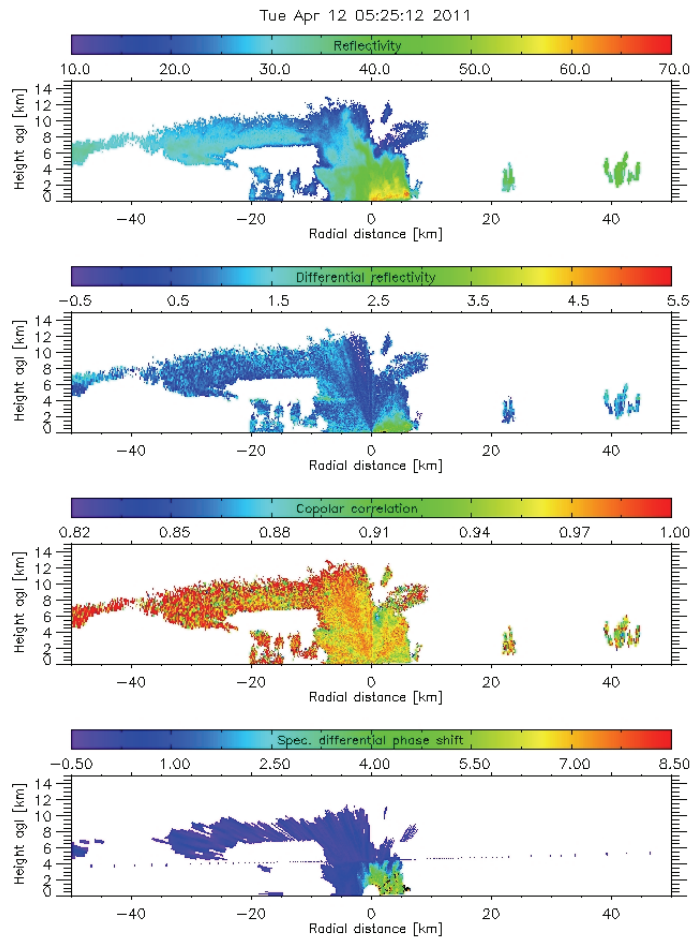 Tue Apr 12 05:25:12 2011
Reflectivity
10.0 20.0 30.0 40.0 50.0 60.0 70.0
14
12
10
8
6
4
2
0
Height agl [km]
−40 −20 0 20 40
Radial distance [km]
Differential reflectivity
−0.5 0.5 1.5 2.5 3.5 4.5 5.6
14
12
10
8
6
4
2
0
Height agl [km]
−40 −20 0 20 40
Radial distance [km]
Copolar correlation
0.82 0.85 0.88 0.91 0.94 0.97 1.00
14
12
10
8
6
4
2
0
Height agl [km]
−40 −20 0 20 40
Radial distance [km]
Spec. differential phase shift
−0.50 1.00 2.50 4.00 5.50 7.00 8.50
14
12
10
8
6
4
2
0
Height agl [km]
−40 −20 0 20 40
Radial distance [km]